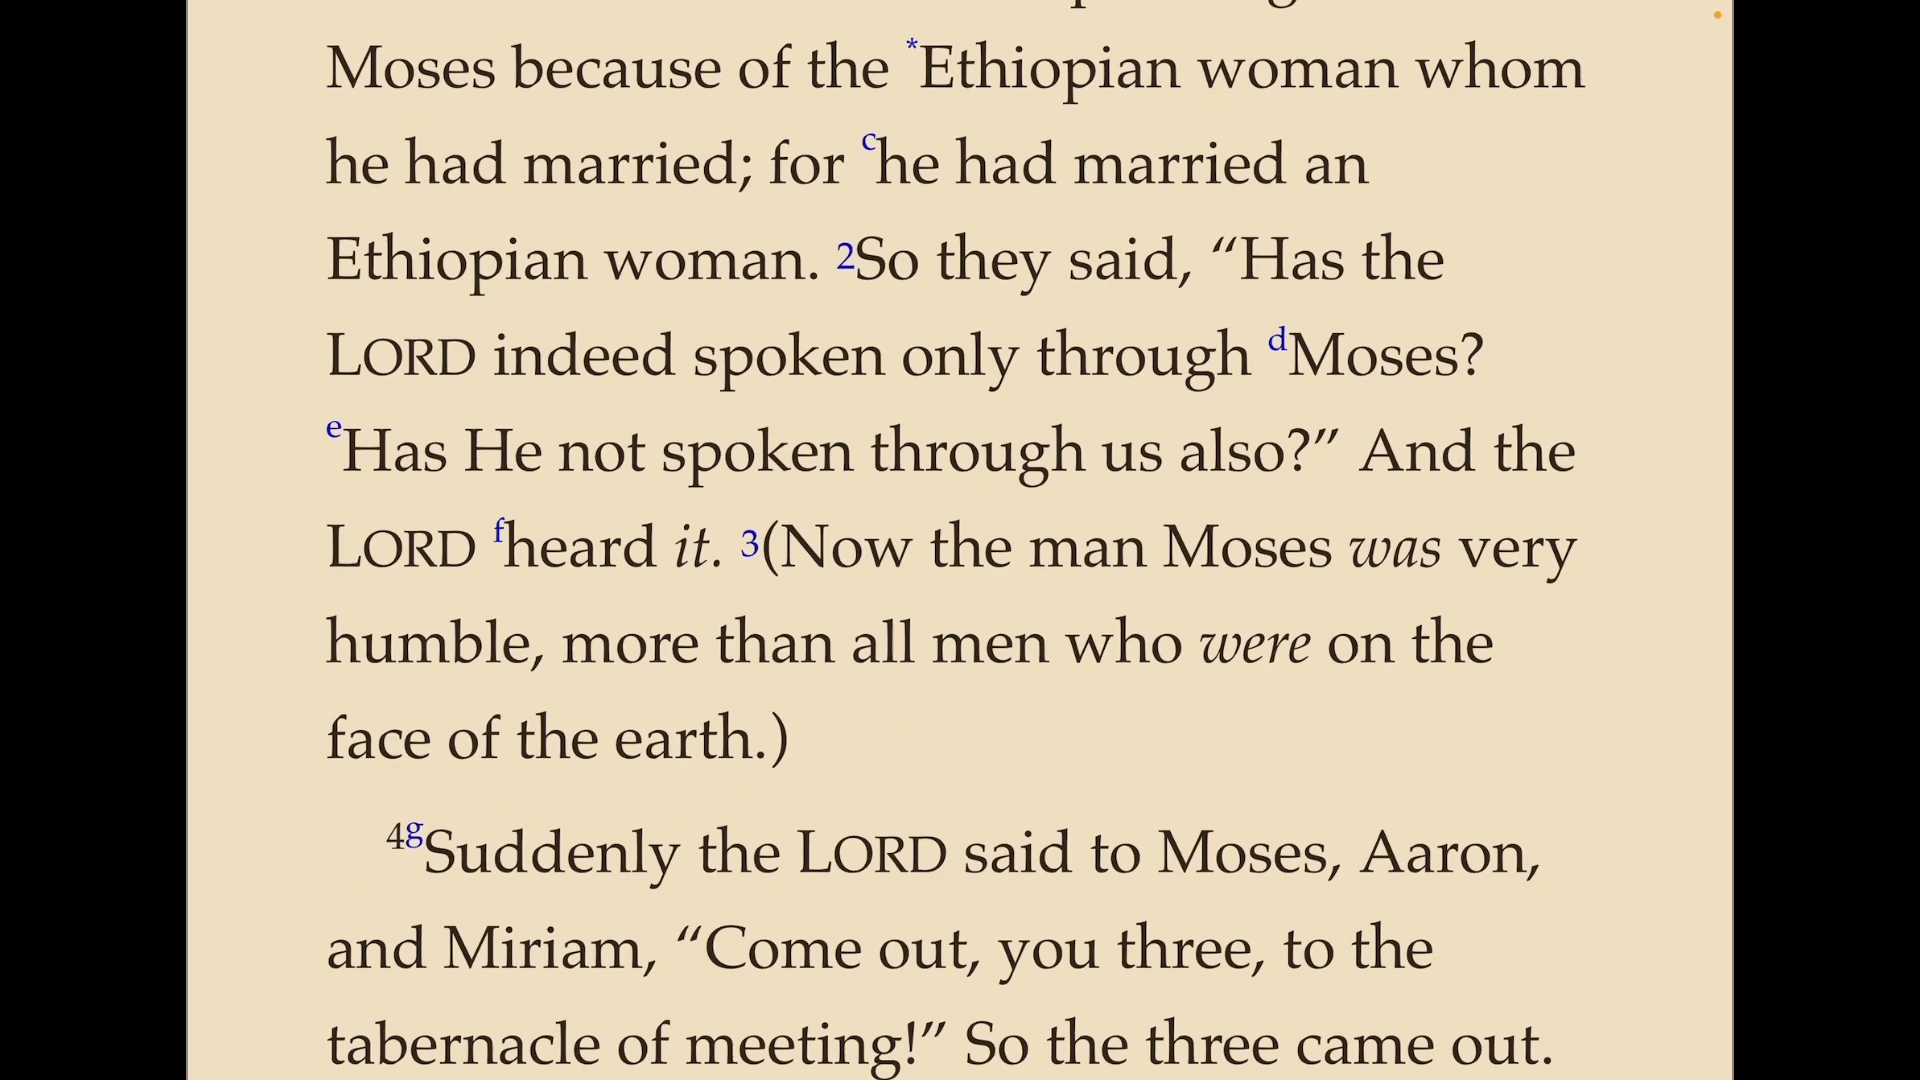 Moses because of the *Ethiopian woman whom
he had married; for che had married an
Ethiopian woman. 2So they said, “Has the
LORD indeed spoken only through dMoses?
eHas He not spoken through us also?” And the
LORD fheard it. 3(Now the man Moses was very
humble, more than all men who were on the
face of the earth.)
4gSuddenly the LORD said to Moses, Aaron,
and Miriam, “Come out, you three, to the
tabernacle of meeting!” So the three came out.